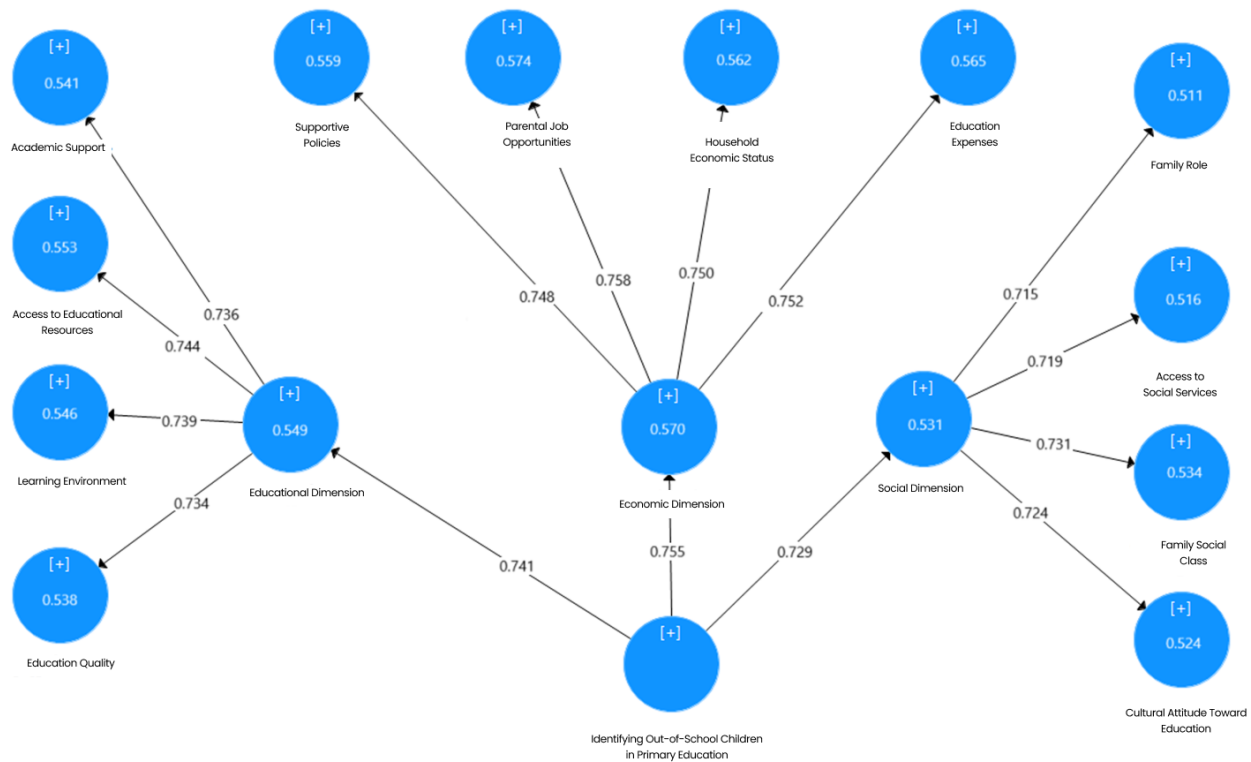 [+]
0.541
Academic Support
[+]
0.559
Supportive
Policies
[+]
0.574
Parental Job
Opportunities
[+]
0.562
Household
Economic Status
[+]
0.565
Education
Expenses
[+]
0.511
Family Role
[+]
0.553
Access to Educational
Resources
[+]
0.516
Access to
Social Services
0.736
0.744
0.739
0.734
0.748
0.758
0.750
0.752
0.715
0.719
0.731
0.724
[+]
0.546
Learning Environment
[+]
0.549
Educational Dimension
[+]
0.570
Economic Dimension
[+]
0.531
Social Dimension
[+]
0.534
Family Social
Class
[+]
0.538
Education Quality
0.741
0.755
0.729
[+]
0.524
Cultural Attitude Toward
Education
[+]
Identifying Out-of-School Children
in Primary Education